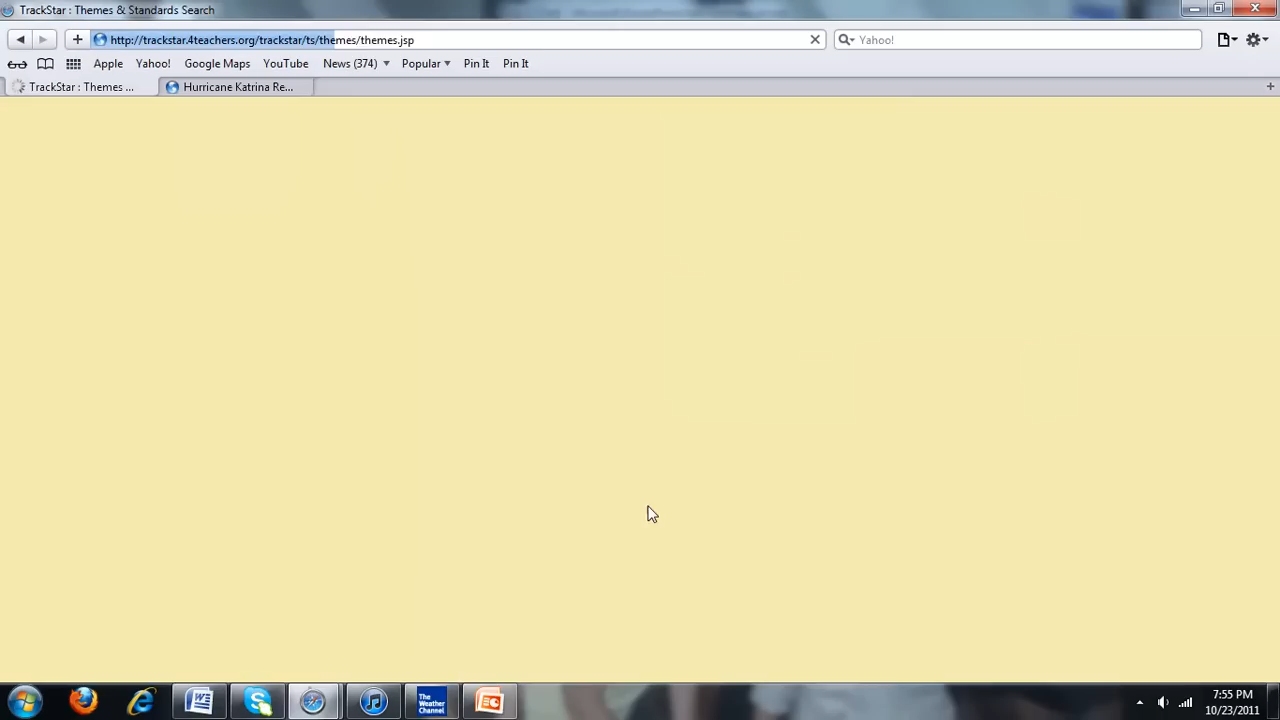 TrackStar : Themes & Standards Search
http://trackstar.4teachers.org/trackstar/ts/themes/themes.jsp
Yahoo!
Apple Yahoo! Google Maps YouTube News (374) Popular Pin It Pin It
TrackStar : Themes ... Hurricane Katrina Re...
The Weather Channel
7:55 PM
10/23/2011